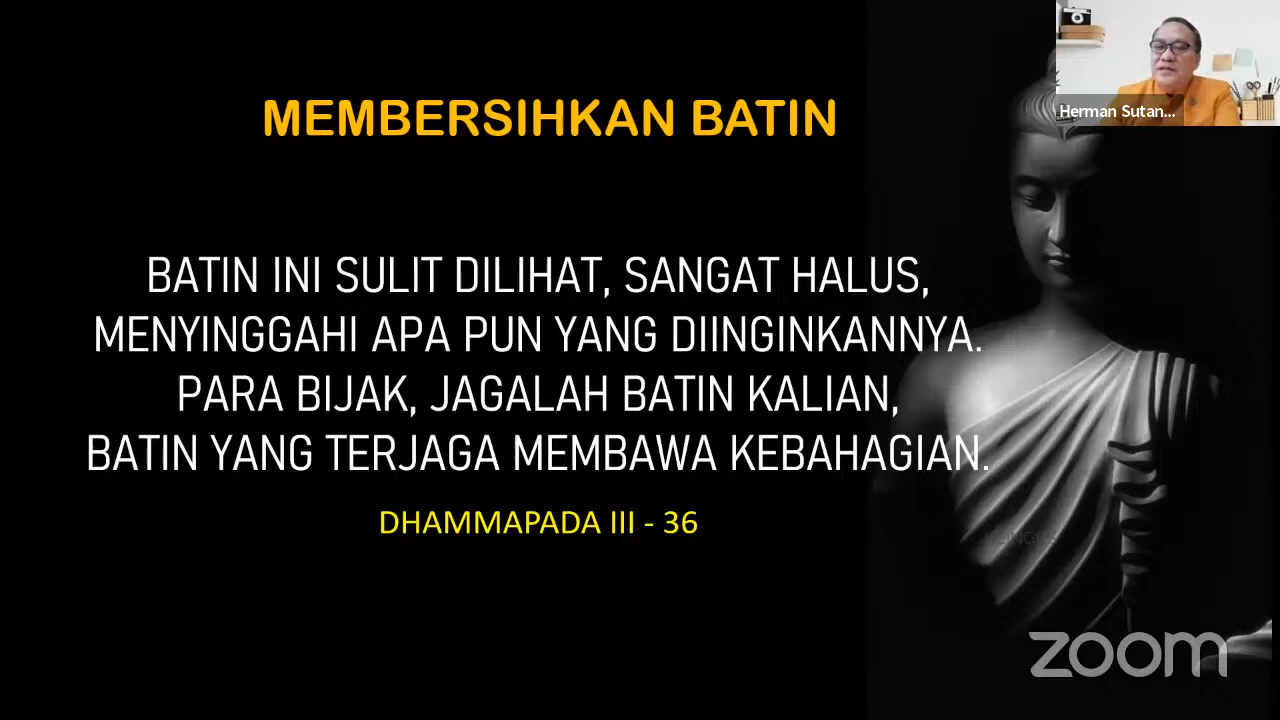 MEMBERSIHKAN BATIN
Herman Sutan...
BATIN INI SULIT DILIHAT, SANGAT HALUS,
MENYINGGAHI APA PUN YANG DIINGINKANNYA.
PARA BIJAK, JAGALAH BATIN KALIAN,
BATIN YANG TERJAGA MEMBAWA KEBAHAGIAN.
DHAMMAPADA III - 36
zoom